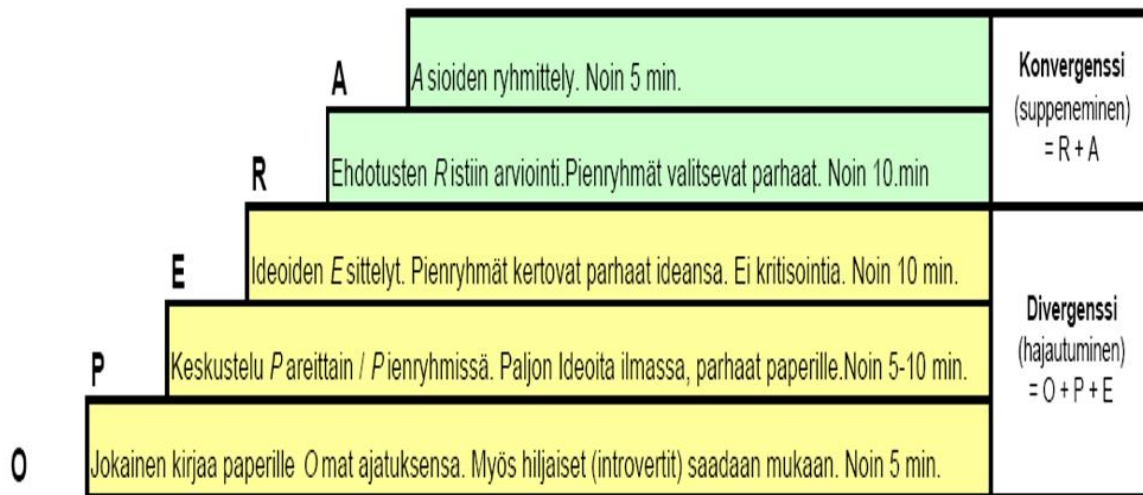 A
Asioiden ryhmittely. Noin 5 min.
Konvergenssi
(suppeneminen)
= R + A
R
Ehdotusten Ristiin arviointi.Pienryhmät valitsevat parhaat. Noin 10.min
E
Ideoiden Esittelyt. Pienryhmät kertovat parhaat ideansa. Ei kritisointia. Noin 10 min.
Divergenssi
(hajautuminen)
= O + P + E
P
Keskustelu Pareittain / Pienryhmissä. Paljon Ideoita ilmassa, parhaat paperille.Noin 5-10 min.
O
Jokainen kirjaa paperille Omat ajatuksensa. Myös hiljaiset (introvertit) saadaan mukaan. Noin 5 min.